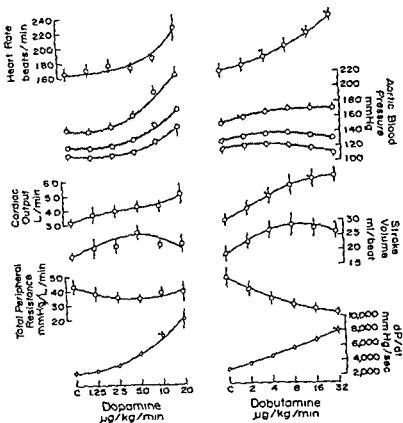 Heart Rate
beats/min
220
200
180
160
220
200
180
160
140
120
100
Aortic Blood
Pressure
mmHg
Cardiac
Output
L/min
6.0
5.0
4.0
3.0
30
25
20
15
Stroke
Volume
ml/beat
Total Peripheral
Resistance
mmHg/L/min
50
40
30
20
10,000
8,000
6,000
4,000
2,000
dP/dt
mm Hg/sec
C 1.25 2.5 5.0 10 20
Dopamine
µg/kg/min
C 2 4 8 16 32
Dobutamine
µg/kg/min